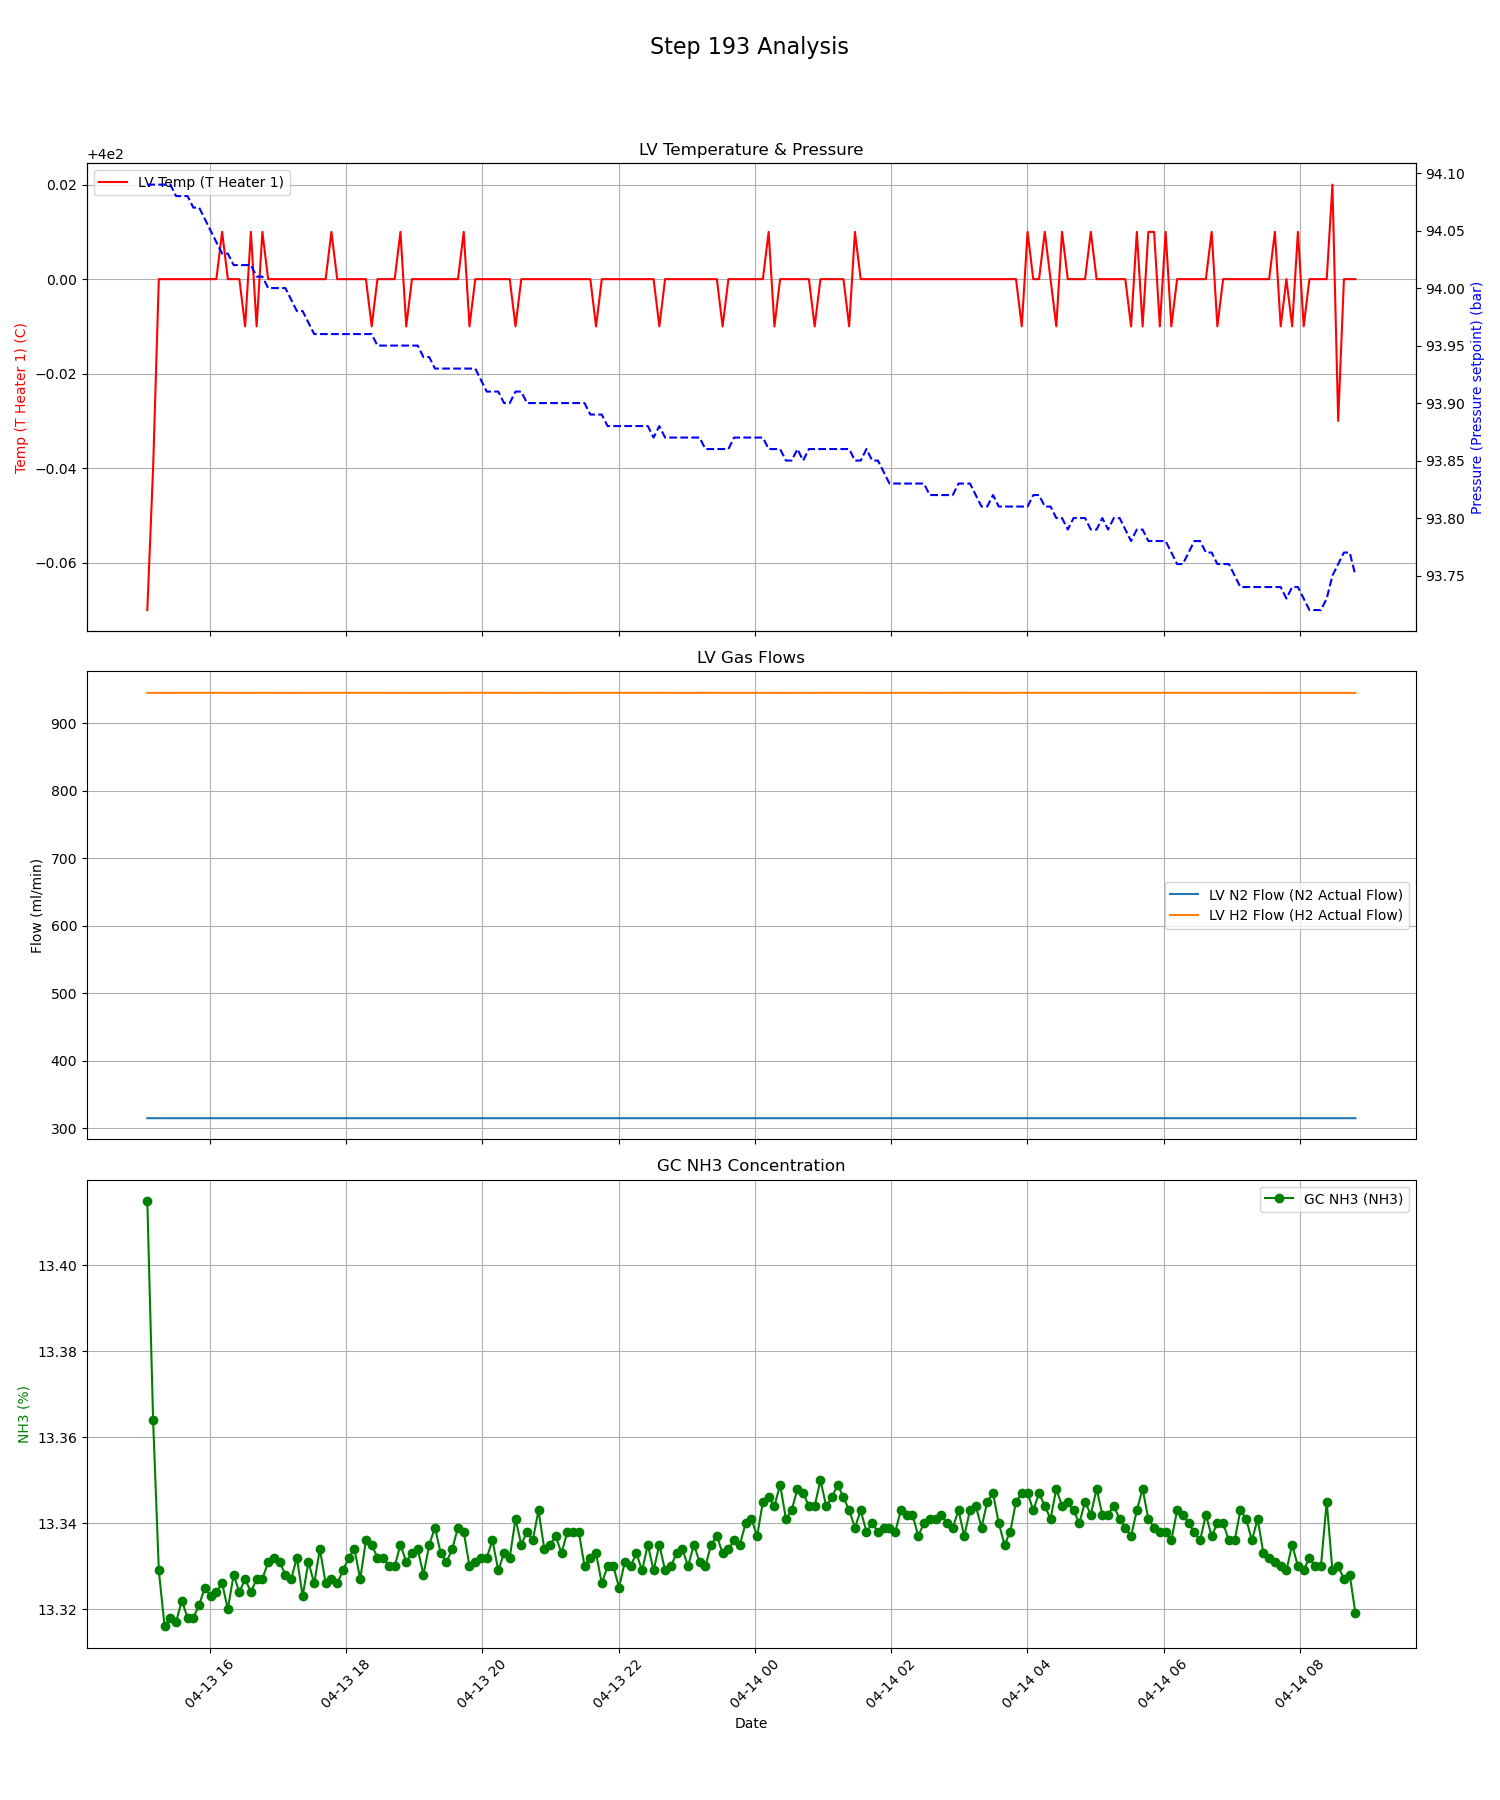 Step 193 Analysis
LV Temperature & Pressure
+4e2
LV Temp (T Heater 1)
0.02
0.00
−0.02
−0.04
−0.06
Temp (T Heater 1) (C)
94.10
94.05
94.00
93.95
93.90
93.85
93.80
93.75
Pressure (Pressure setpoint) (bar)
LV Gas Flows
900
800
700
600
500
400
300
Flow (ml/min)
LV N2 Flow (N2 Actual Flow)
LV H2 Flow (H2 Actual Flow)
GC NH3 Concentration
GC NH3 (NH3)
13.40
13.38
13.36
13.34
13.32
NH3 (%)
04-13 16
04-13 18
04-13 20
04-13 22
04-14 00
04-14 02
04-14 04
04-14 06
04-14 08
Date